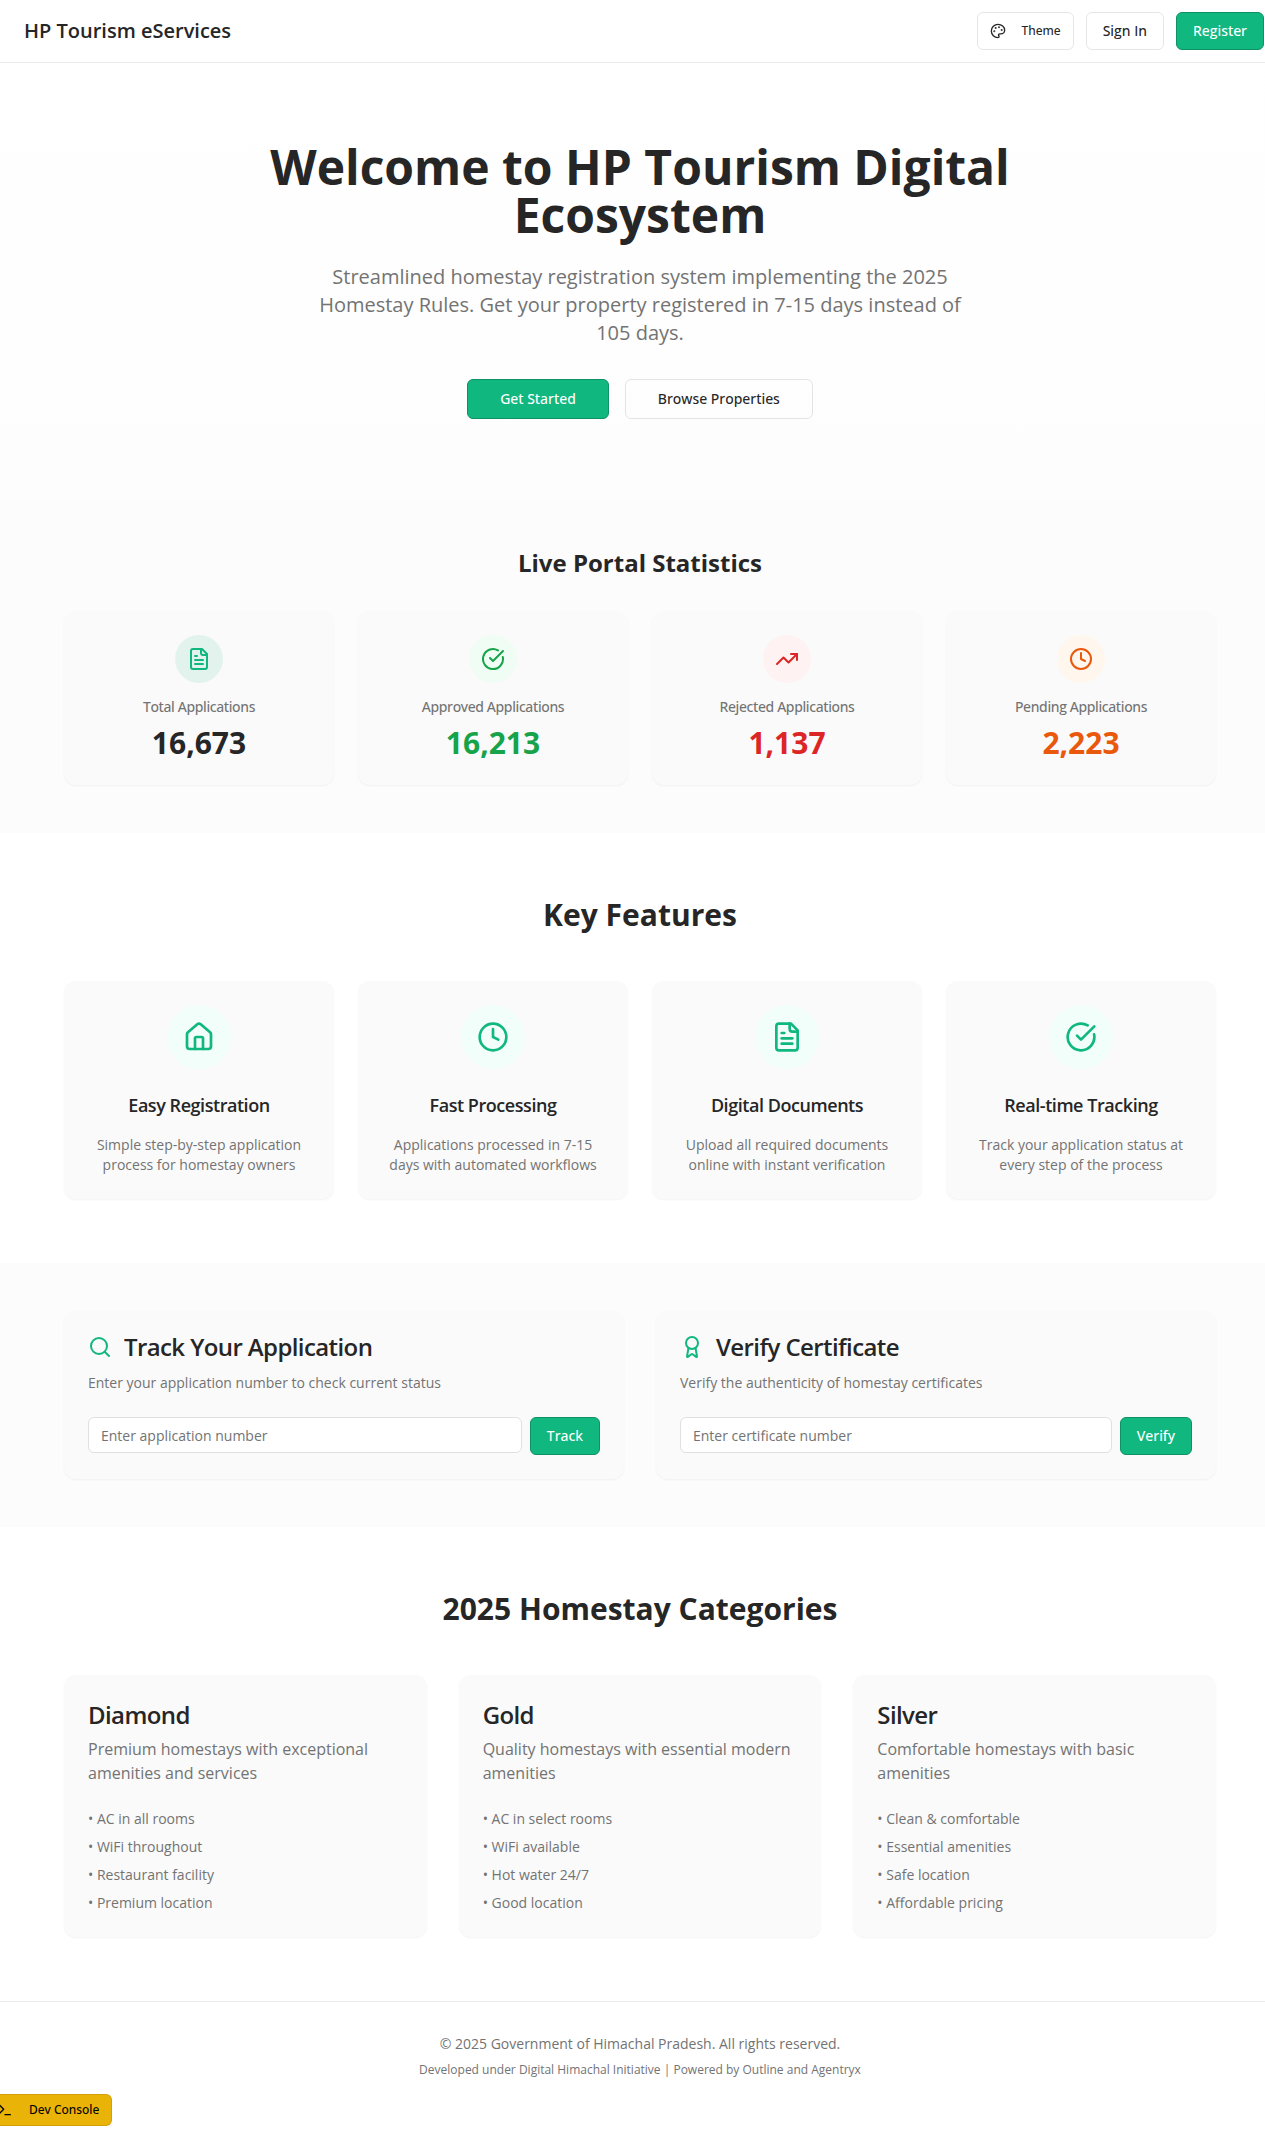 HP Tourism eServices
Theme
Sign In
Register
Welcome to HP Tourism Digital
Ecosystem
Streamlined homestay registration system implementing the 2025
Homestay Rules. Get your property registered in 7-15 days instead of
105 days.
Get Started
Browse Properties
Live Portal Statistics
Total Applications
16,673
Approved Applications
16,213
Rejected Applications
1,137
Pending Applications
2,223
Key Features
Easy Registration
Simple step-by-step application
process for homestay owners
Fast Processing
Applications processed in 7-15
days with automated workflows
Digital Documents
Upload all required documents
online with instant verification
Real-time Tracking
Track your application status at
every step of the process
Track Your Application
Enter your application number to check current status
Enter application number
Track
Verify Certificate
Verify the authenticity of homestay certificates
Enter certificate number
Verify
2025 Homestay Categories
Diamond
Premium homestays with exceptional
amenities and services
• AC in all rooms
• WiFi throughout
• Restaurant facility
• Premium location
Gold
Quality homestays with essential modern
amenities
• AC in select rooms
• WiFi available
• Hot water 24/7
• Good location
Silver
Comfortable homestays with basic
amenities
• Clean & comfortable
• Essential amenities
• Safe location
• Affordable pricing
© 2025 Government of Himachal Pradesh. All rights reserved.
Developed under Digital Himachal Initiative | Powered by Outline and Agentryx
Dev Console